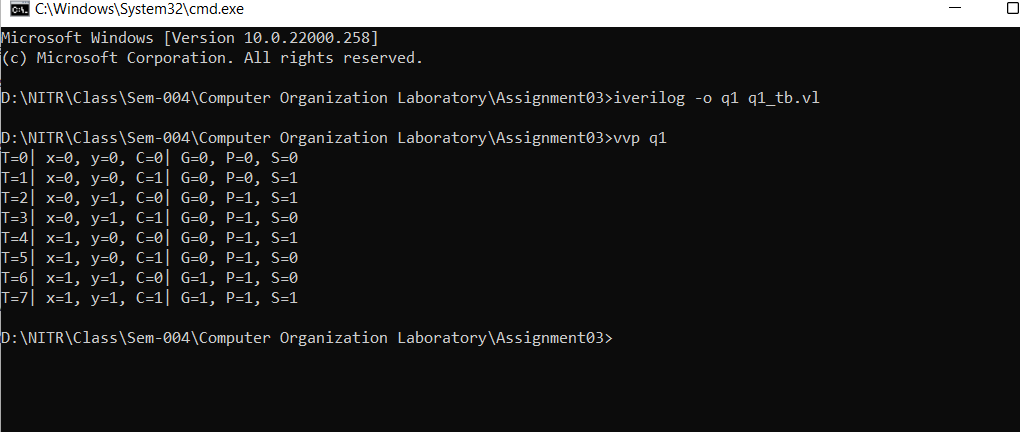 C:\Windows\System32\cmd.exe
Microsoft Windows [Version 10.0.22000.258]
(c) Microsoft Corporation. All rights reserved.
D:\NITR\Class\Sem-004\Computer Organization Laboratory\Assignment03>iverilog -o q1 q1_tb.vl
D:\NITR\Class\Sem-004\Computer Organization Laboratory\Assignment03>vvp q1
T=0| x=0, y=0, C=0| G=0, P=0, S=0
T=1| x=0, y=0, C=1| G=0, P=0, S=1
T=2| x=0, y=1, C=0| G=0, P=1, S=1
T=3| x=0, y=1, C=1| G=0, P=1, S=0
T=4| x=1, y=0, C=0| G=0, P=1, S=1
T=5| x=1, y=0, C=1| G=0, P=1, S=0
T=6| x=1, y=1, C=0| G=1, P=1, S=0
T=7| x=1, y=1, C=1| G=1, P=1, S=1
D:\NITR\Class\Sem-004\Computer Organization Laboratory\Assignment03>